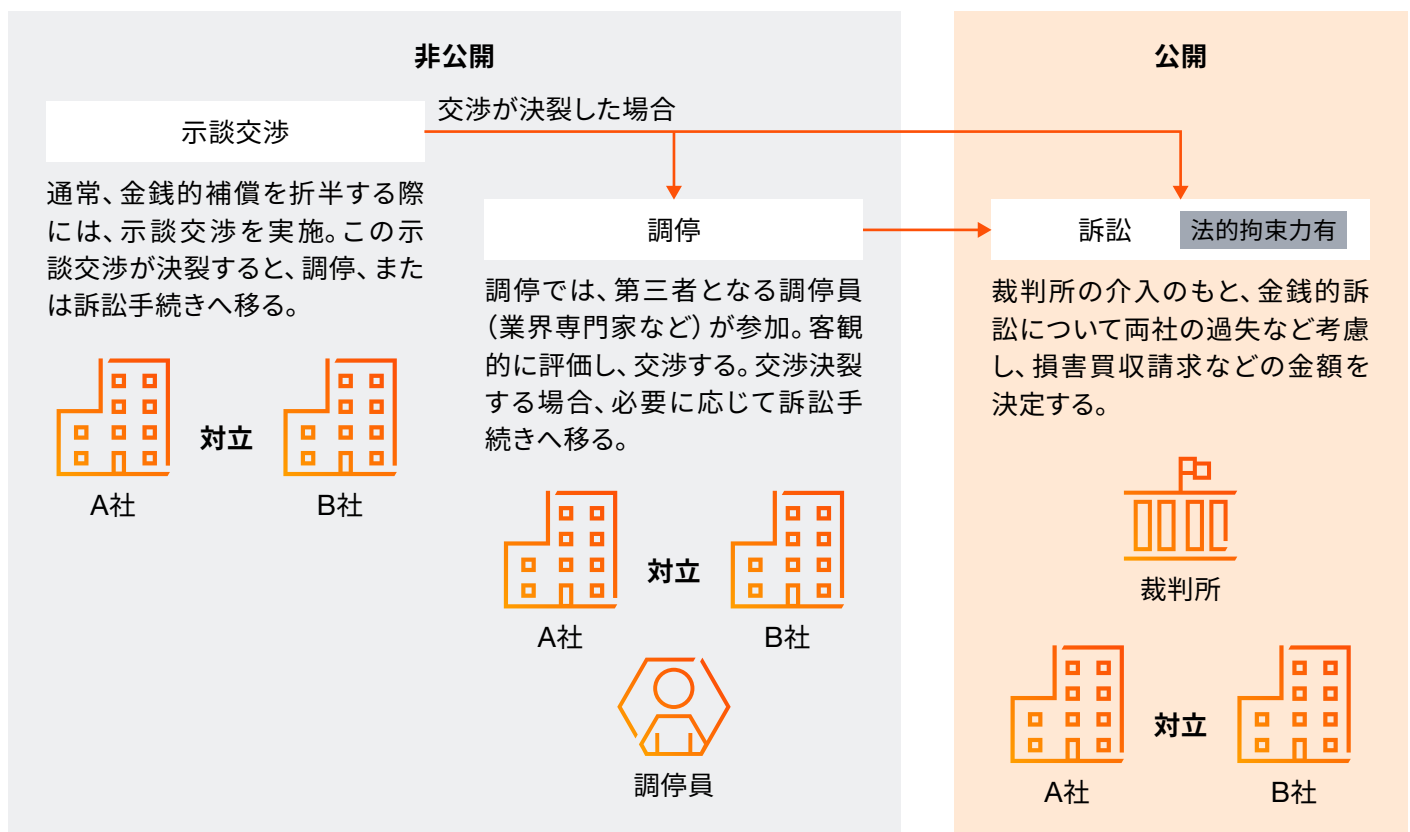 非公開
示談交渉
交渉が決裂した場合
通常、金銭的補償を折半する際
には、示談交渉を実施。この示
談交渉が決裂すると、調停、また
は訴訟手続きへ移る。
対立
A社
B社
調停
調停では、第三者となる調停員
（業界専門家など）が参加。客観
的に評価し、交渉する。交渉決裂
する場合、必要に応じて訴訟手
続きへ移る。
対立
A社
B社
調停員
公開
訴訟
法的拘束力有
裁判所の介入のもと、金銭的訴
訟について両社の過失など考慮
し、損害買収請求などの金額を
決定する。
裁判所
対立
A社
B社